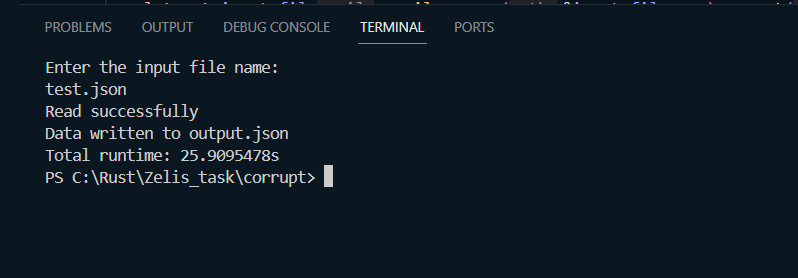 PROBLEMS OUTPUT DEBUG CONSOLE TERMINAL PORTS
Enter the input file name:
test.json
Read successfully
Data written to output.json
Total runtime: 25.9095478s
PS C:\Rust\Zelis_task\corrupt>